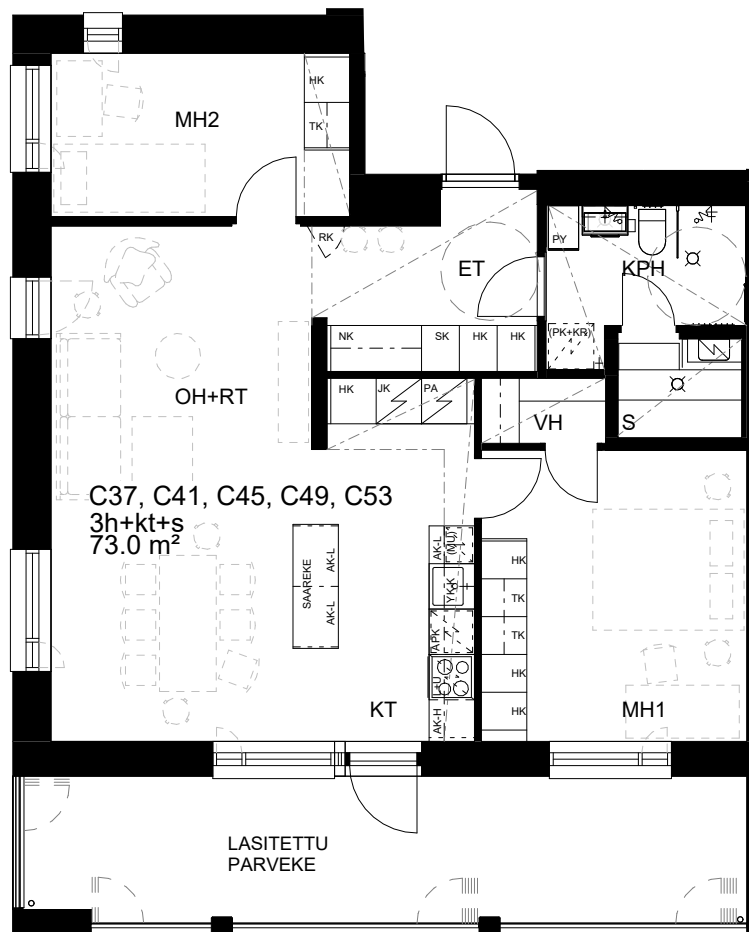 HK
TK
MH2
RK
ET
PY
KPH
(PK+KR)
NK
SK
HK
HK
HK
JK
PA
OH+RT
VH
S
C37, C41, C45, C49, C53
3h+kt+s
73.0 m²
SAAREKE
AK-L
AK-L
AK-L
(MU)
YK-K
APK
L+U
AK-H
KT
HK
TK
TK
HK
HK
MH1
LASITETTU
PARVEKE